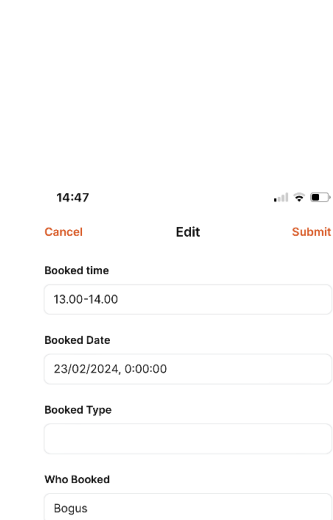 14:47
Cancel Edit Submit
Booked time
13.00-14.00
Booked Date
23/02/2024, 0:00:00
Booked Type
Who Booked
Bogus